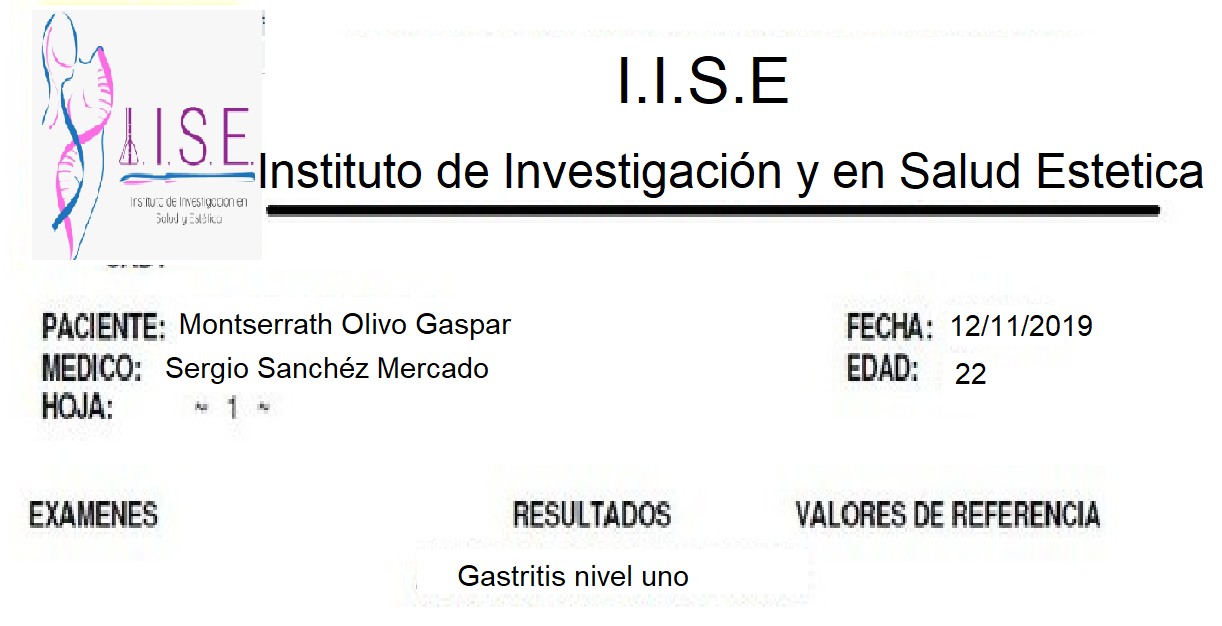 I.I.S.E
I.I.S.E.
Instituto de Investigación y en Salud Estetica
Instituto de Investigación en
Salud y Estética
PACIENTE: Montserrath Olivo Gaspar
FECHA: 12/11/2019
MEDICO: Sergio Sanchéz Mercado
EDAD: 22
HOJA: ~ 1 ~
EXAMENES RESULTADOS VALORES DE REFERENCIA
Gastritis nivel uno